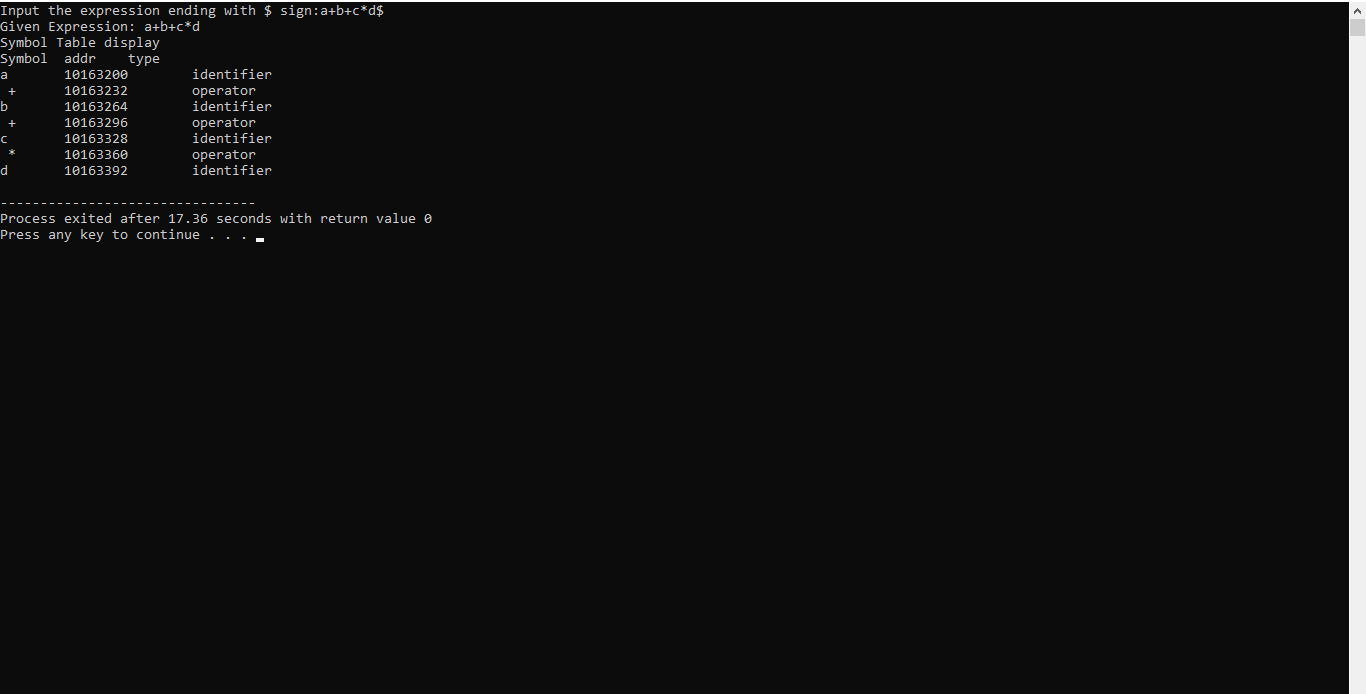 Input the expression ending with $ sign:a+b+c*d$
Given Expression: a+b+c*d
Symbol Table display
Symbol  addr    type
a       10163200        identifier
 +      10163232        operator
b       10163264        identifier
 +      10163296        operator
c       10163328        identifier
 *      10163360        operator
d       10163392        identifier
--------------------------------
Process exited after 17.36 seconds with return value 0
Press any key to continue . . .